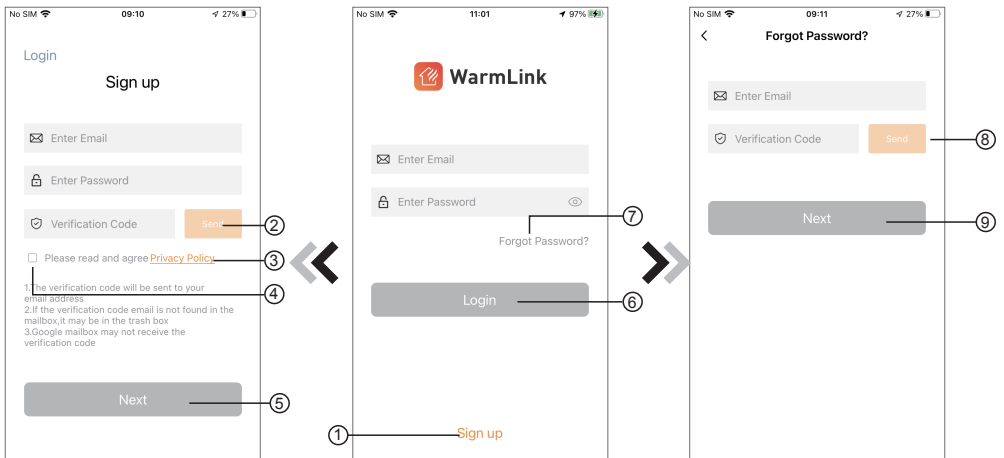 No SIM 09:10 27%
Login
Sign up
Enter Email
Enter Password
Verification Code Send
②
Please read and agree Privacy Policy
③
④
1.The verification code will be sent to your
email address
2.If the verification code email is not found in the
mailbox,it may be in the trash box
3.Google mailbox may not receive the
verification code
Next
⑤
No SIM 11:01 97%
WarmLink
Enter Email
Enter Password
⑦
Forgot Password?
Login
⑥
①
Sign up
No SIM 09:11 27%
Forgot Password?
Enter Email
Verification Code Send
⑧
Next
⑨